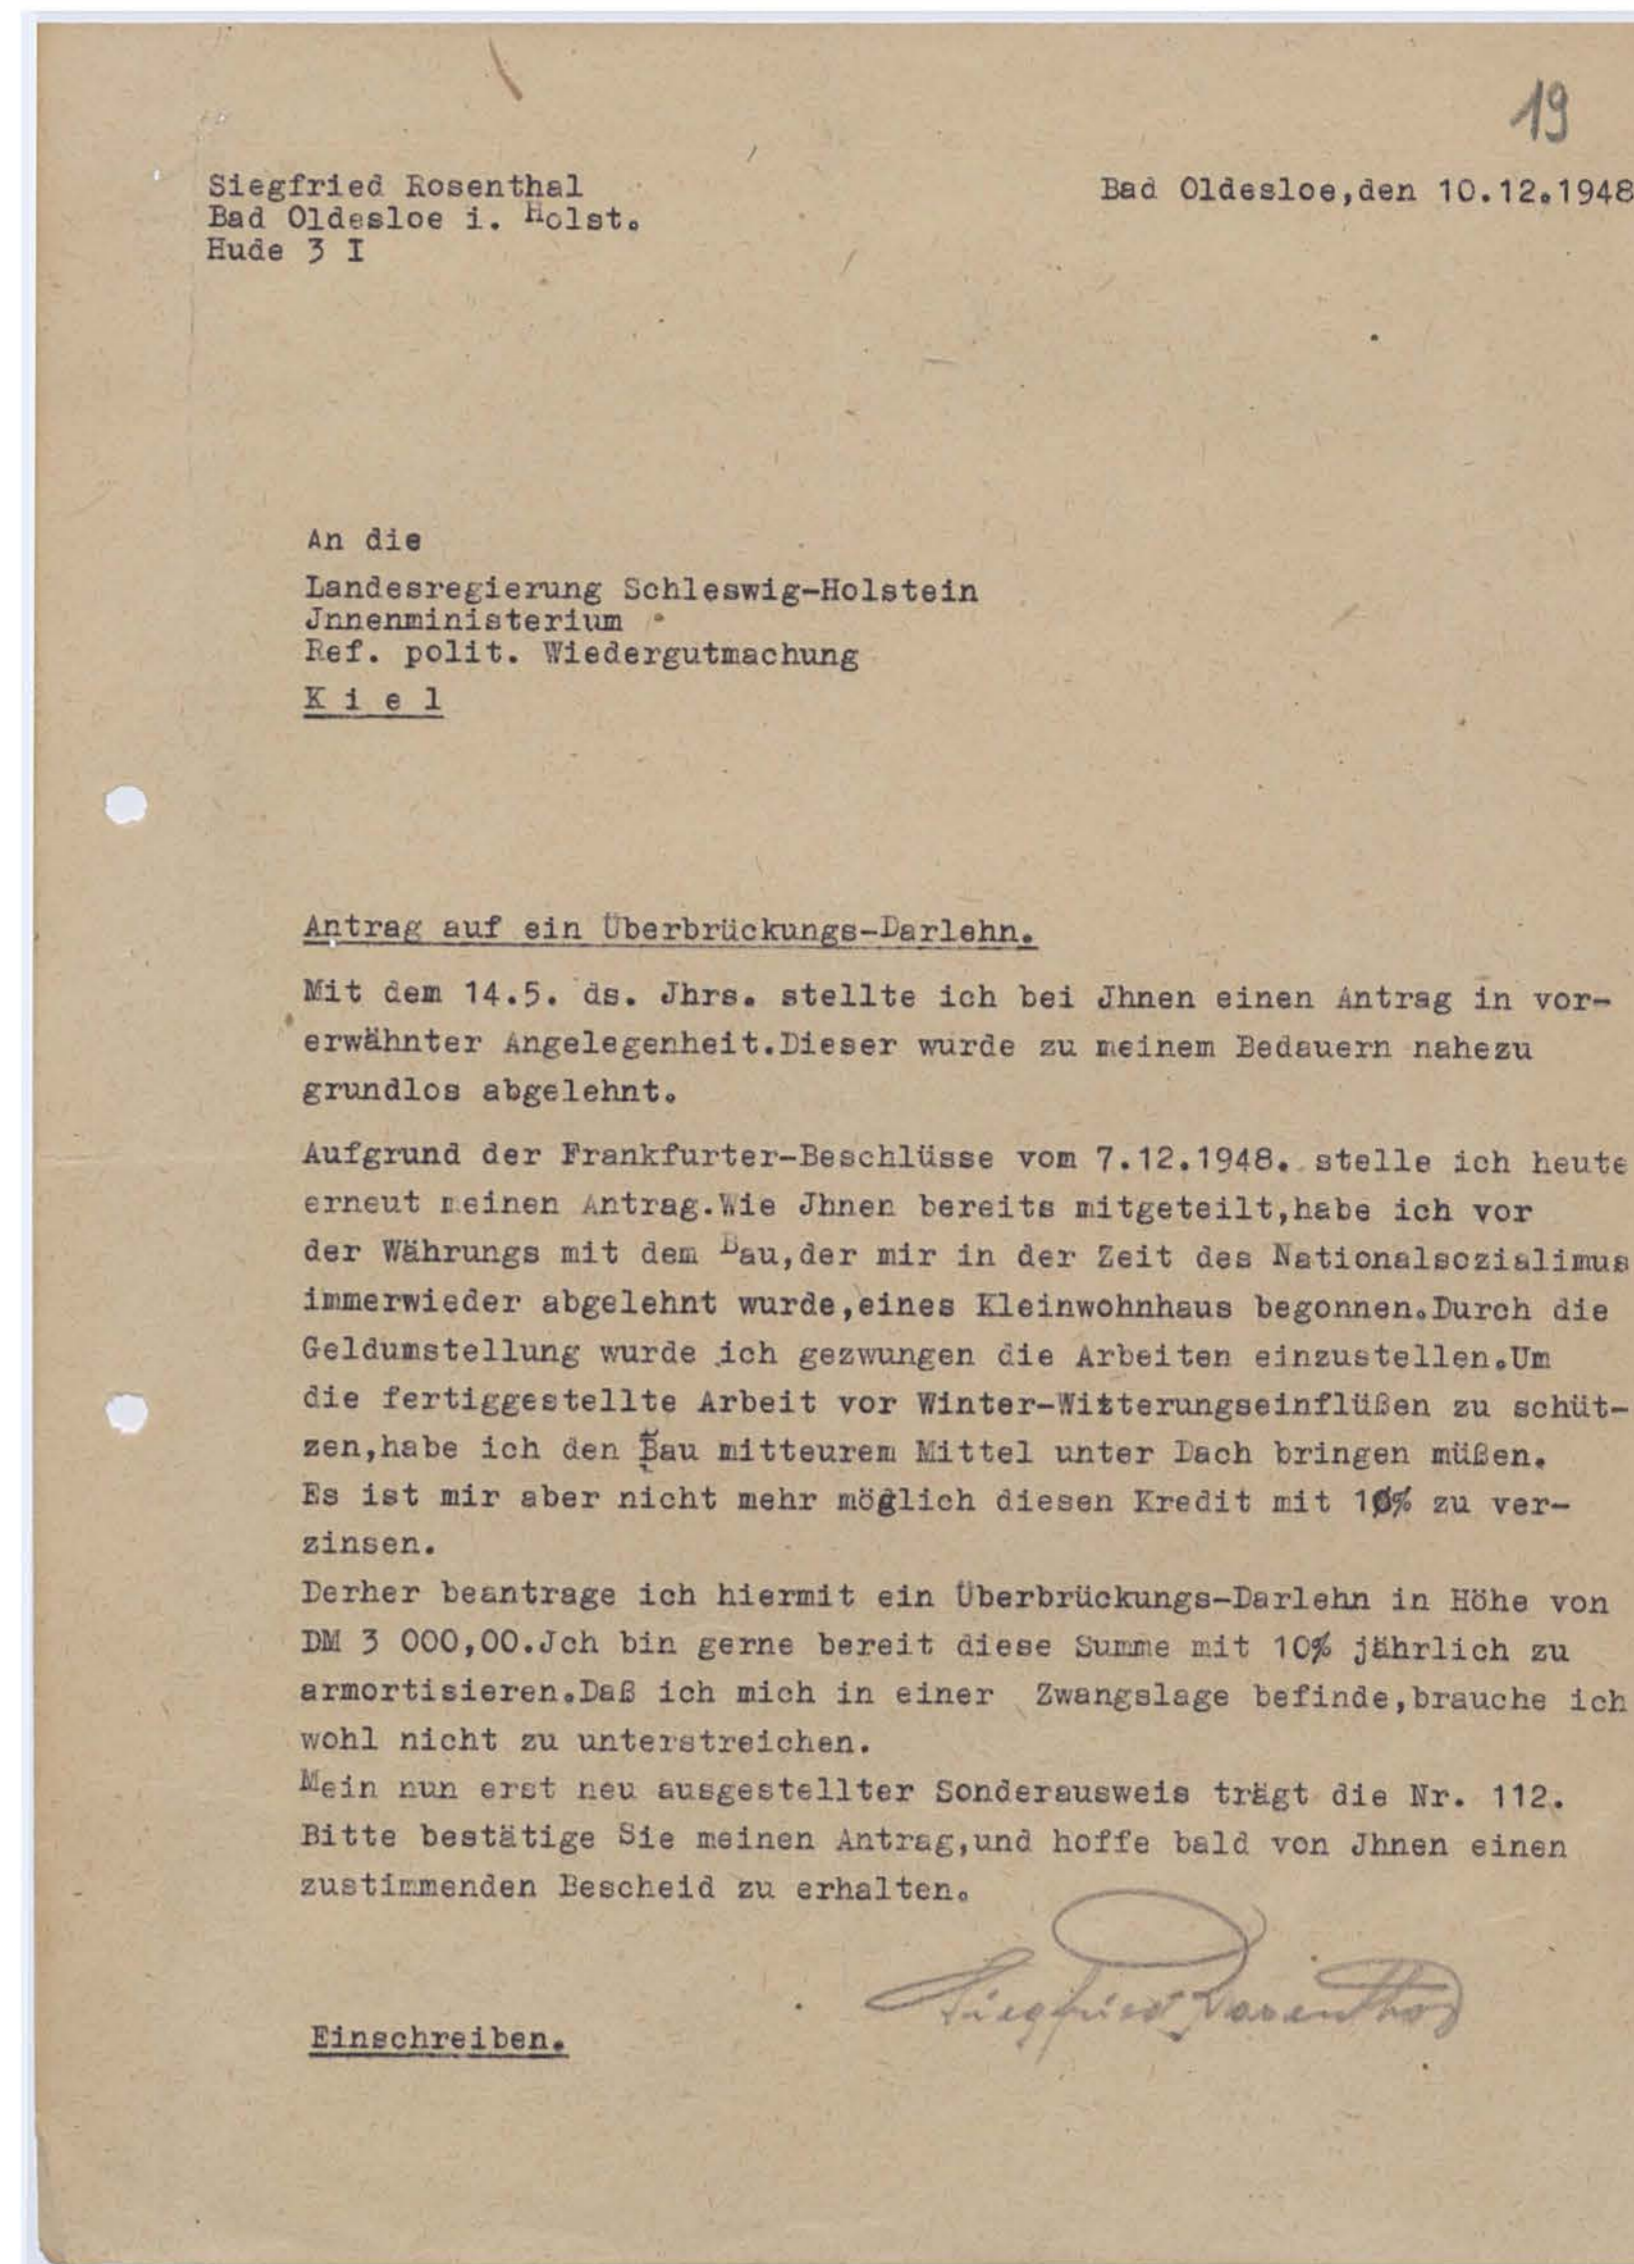 19
Siegfried Rosenthal
Bad Oldesloe,den 10.12.1948
Bad Oldesloe i. Holst.
Hude 3 I
An die
Landesregierung Schleswig-Holstein
Jnnenministerium
Ref. polit. Wiedergutmachung
K i e l
Antrag auf ein Überbrückungs-Darlehn.
Mit dem 14.5. ds. Jhrs. stellte ich bei Jhnen einen Antrag in vor-
erwähnter Angelegenheit.Dieser wurde zu meinem Bedauern nahezu
grundlos abgelehnt.
Aufgrund der Frankfurter-Beschlüsse vom 7.12.1948. stelle ich heute
erneut meinen Antrag.Wie Jhnen bereits mitgeteilt,habe ich vor
der Währungs mit dem Bau,der mir in der Zeit des Nationalsozialimus
immerwieder abgelehnt wurde,eines Kleinwohnhaus begonnen.Durch die
Geldumstellung wurde ich gezwungen die Arbeiten einzustellen.Um
die fertiggestellte Arbeit vor Winter-Witterungseinflüßen zu schüt-
zen,habe ich den Bau mitteurem Mittel unter Dach bringen müßen.
Es ist mir aber nicht mehr möglich diesen Kredit mit 10% zu ver-
zinsen.
Derher beantrage ich hiermit ein Überbrückungs-Darlehn in Höhe von
DM 3 000,00.Jch bin gerne bereit diese Summe mit 10% jährlich zu
armortisieren.Daß ich mich in einer Zwangslage befinde,brauche ich
wohl nicht zu unterstreichen.
Mein nun erst neu ausgestellter Sonderausweis trägt die Nr. 112.
Bitte bestätige Sie meinen Antrag,und hoffe bald von Jhnen einen
zustimmenden Bescheid zu erhalten.
Siegfried Rosenthal
Einschreiben.